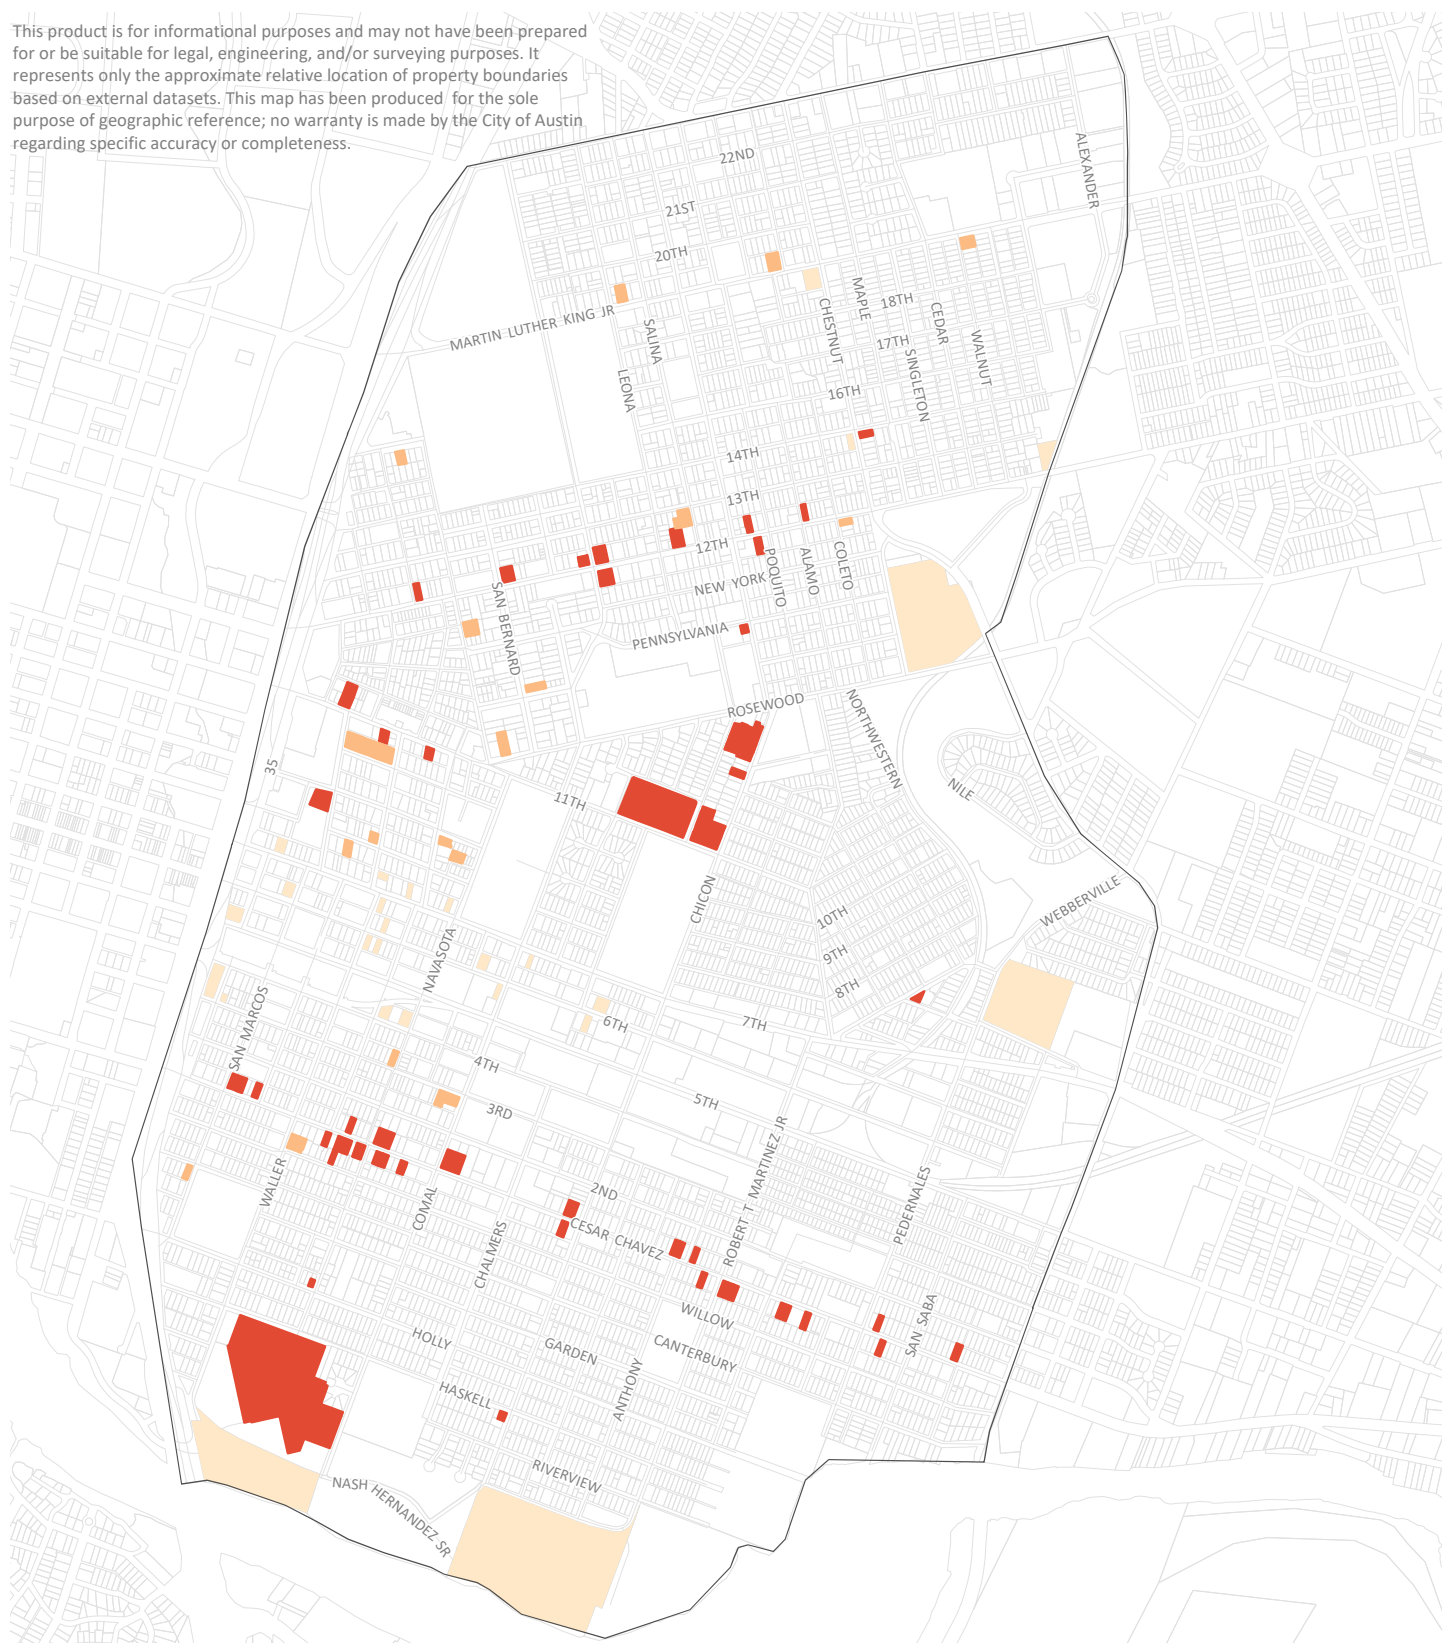 This product is for informational purposes and may not have been prepared
for or be suitable for legal, engineering, and/or surveying purposes. It
represents only the approximate relative location of property boundaries
based on external datasets. This map has been produced for the sole
purpose of geographic reference; no warranty is made by the City of Austin
regarding specific accuracy or completeness.
22ND
ALEXANDER
21ST
20TH
MARTIN LUTHER KING JR
SALINA
LEONA
CHESTNUT
MAPLE
18TH
CEDAR
17TH
WALNUT
SINGLETON
16TH
14TH
13TH
12TH
NEW YORK
POQUITO
ALAMO
COLETO
SAN BERNARD
PENNSYLVANIA
ROSEWOOD
NORTHWESTERN
35
11TH
NILE
CHICON
WEBBERVILLE
10TH
9TH
8TH
NAVASOTA
SAN MARCOS
6TH
7TH
4TH
3RD
5TH
WALLER
COMAL
2ND
ROBERT T MARTINEZ JR
PEDERNALES
CHALMERS
CESAR CHAVEZ
WILLOW
SAN SABA
HOLLY
GARDEN
CANTERBURY
HASKELL
ANTHONY
RIVERVIEW
NASH HERNANDEZ SR